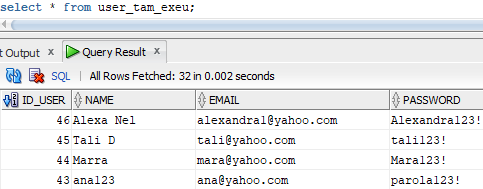 select * from user_tam_exeu;
t Output x Query Result x
SQL | All Rows Fetched: 32 in 0.002 seconds
ID_USER NAME EMAIL PASSWORD
46 Alexa Nel alexandra1@yahoo.com Alexandra123!
45 Tali D tali@yahoo.com tali123!
44 Marra mara@yahoo.com Mara123!
43 ana123 ana@yahoo.com parola123!